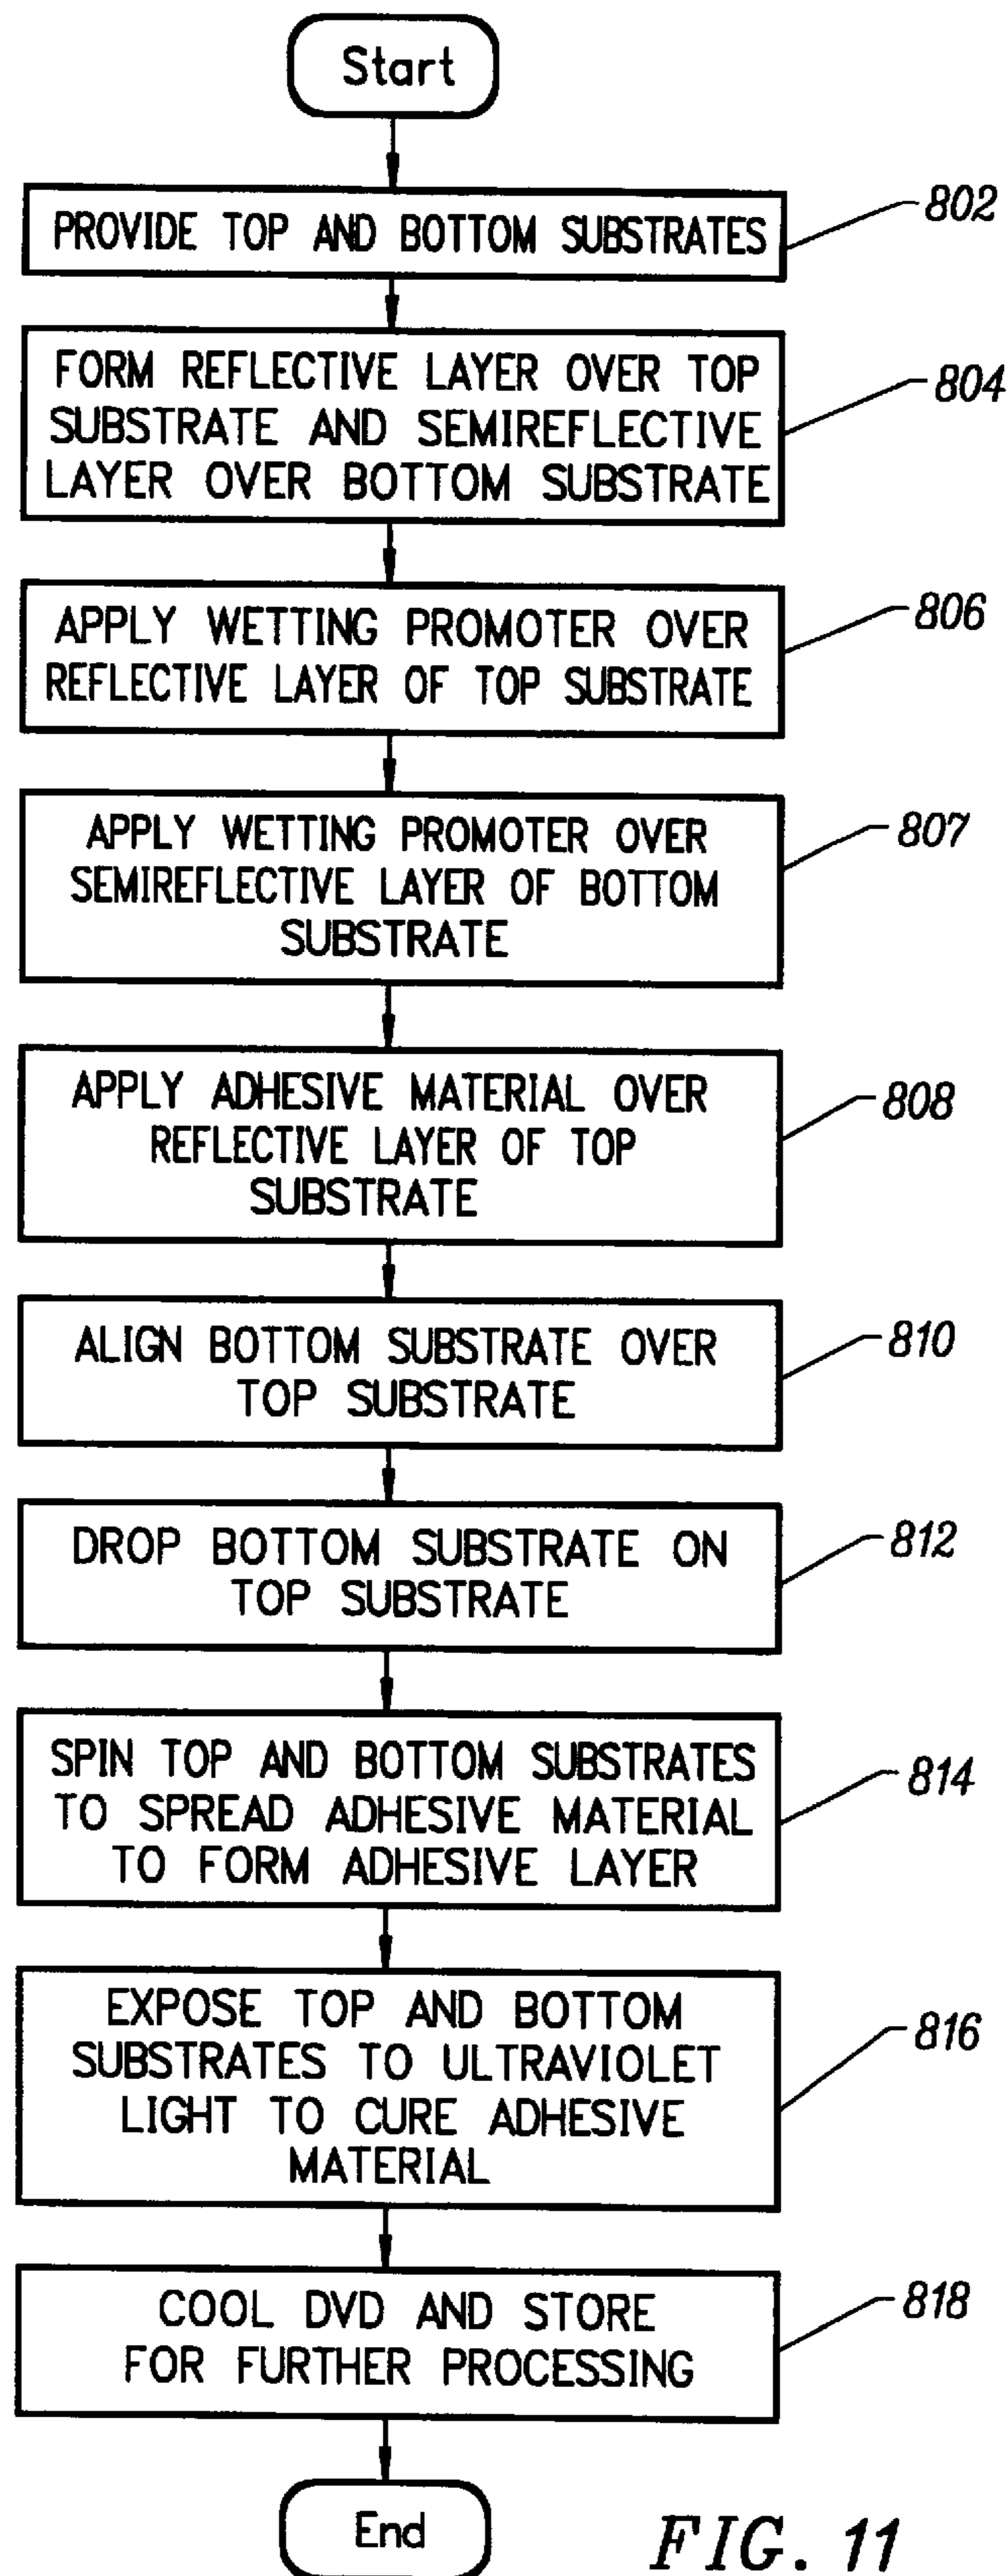 Start
PROVIDE TOP AND BOTTOM SUBSTRATES
802
FORM REFLECTIVE LAYER OVER TOP
SUBSTRATE AND SEMIREFLECTIVE
LAYER OVER BOTTOM SUBSTRATE
804
APPLY WETTING PROMOTER OVER
REFLECTIVE LAYER OF TOP SUBSTRATE
806
APPLY WETTING PROMOTER OVER
SEMIREFLECTIVE LAYER OF BOTTOM
SUBSTRATE
807
APPLY ADHESIVE MATERIAL OVER
REFLECTIVE LAYER OF TOP
SUBSTRATE
808
ALIGN BOTTOM SUBSTRATE OVER
TOP SUBSTRATE
810
DROP BOTTOM SUBSTRATE ON
TOP SUBSTRATE
812
SPIN TOP AND BOTTOM SUBSTRATES
TO SPREAD ADHESIVE MATERIAL
TO FORM ADHESIVE LAYER
814
EXPOSE TOP AND BOTTOM
SUBSTRATES TO ULTRAVIOLET
LIGHT TO CURE ADHESIVE
MATERIAL
816
COOL DVD AND STORE
FOR FURTHER PROCESSING
818
End
FIG. 11